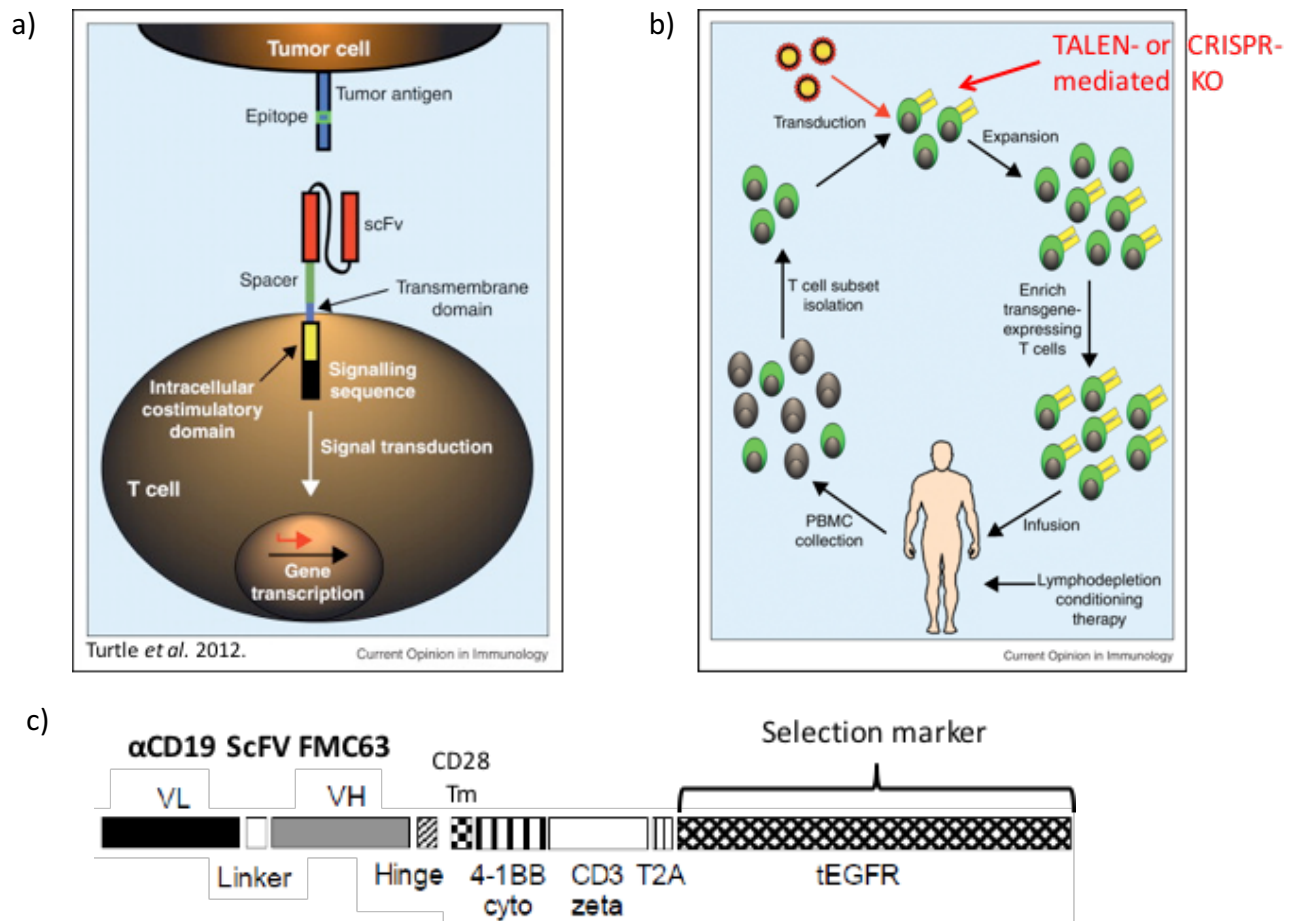 a)
Tumor cell
Tumor antigen
Epitope
scFv
Spacer
Transmembrane
domain
Intracellular
costimulatory
domain
Signalling
sequence
Signal transduction
T cell
Gene
transcription
Turtle et al. 2012.
Current Opinion in Immunology
b)
TALEN- or CRISPR-
mediated KO
Transduction
Expansion
T cell subset
isolation
Enrich
transgene-
expressing
T cells
PBMC
collection
Infusion
Lymphodepletion
conditioning
therapy
Current Opinion in Immunology
c)
αCD19 ScFV FMC63
Selection marker
CD28
Tm
VL
VH
Linker
Hinge
4-1BB
cyto
CD3
zeta
T2A
tEGFR